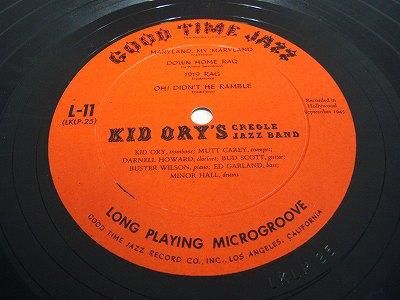 GOOD TIME JAZZ
MARYLAND, MY MARYLAND
DOWN HOME RAG
1919 RAG
OH! DIDN'T HE RAMBLE
L-11
(LKLP-25)
Recorded in
Hollywood
September 1945
KID ORY'S CREOLE
JAZZ BAND
KID ORY, trombone; MUTT CAREY, trumpet;
DARNELL HOWARD, clarinet; BUD SCOTT, guitar;
BUSTER WILSON, piano; ED GARLAND, bass;
MINOR HALL, drums
LONG PLAYING MICROGROOVE
GOOD TIME JAZZ RECORD CO., INC., LOS ANGELES, CALIFORNIA
LKLP 25